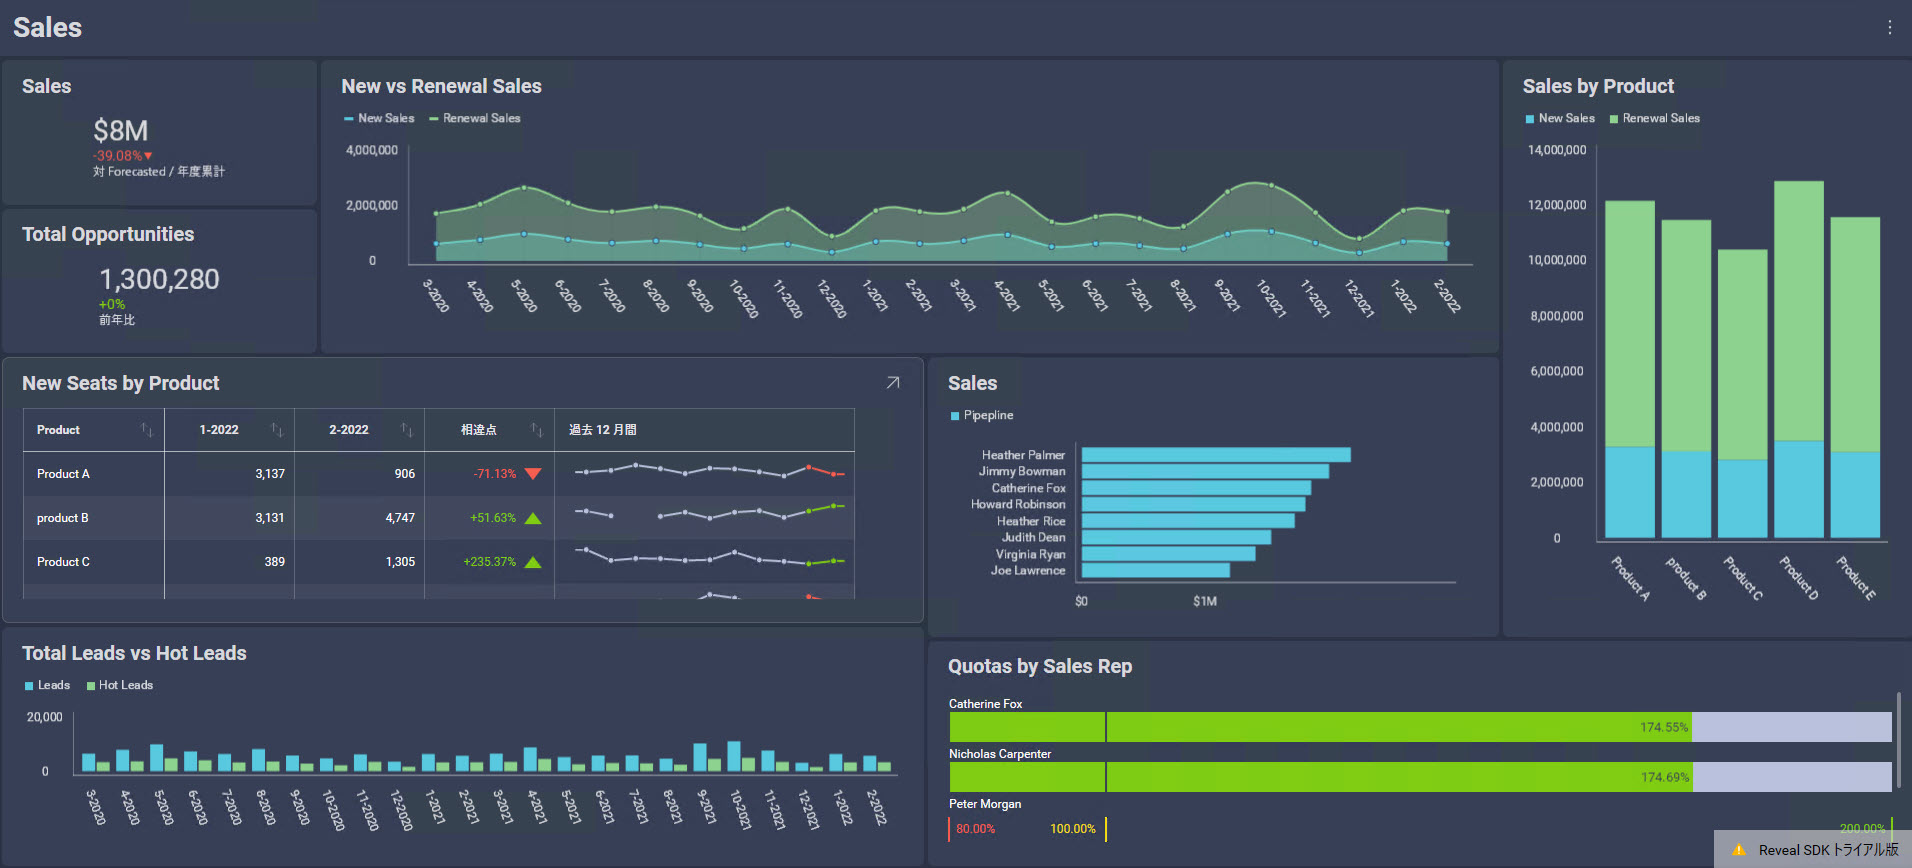 Sales
Sales
$8M
-39.08%▼
対 Forecasted / 年度累計
Total Opportunities
1,300,280
+0%
前年比
New vs Renewal Sales
New Sales Renewal Sales
4,000,000
2,000,000
0
3-2020 4-2020 5-2020 6-2020 7-2020 8-2020 9-2020 10-2020 11-2020 12-2020 1-2021 2-2021 3-2021 4-2021 5-2021 6-2021 7-2021 8-2021 9-2021 10-2021 11-2021 12-2021 1-2022 2-2022
Sales by Product
New Sales Renewal Sales
14,000,000
12,000,000
10,000,000
8,000,000
6,000,000
4,000,000
2,000,000
0
Product A product B Product C Product D Product E
New Seats by Product
Product 1-2022 2-2022 相違点 過去 12 月間
Product A 3,137 906 -71.13%
product B 3,131 4,747 +51.63%
Product C 389 1,305 +235.37%
Sales
Pipepline
Heather Palmer
Jimmy Bowman
Catherine Fox
Howard Robinson
Heather Rice
Judith Dean
Virginia Ryan
Joe Lawrence
$0 $1M
Total Leads vs Hot Leads
Leads Hot Leads
20,000
0
3-2020 4-2020 5-2020 6-2020 7-2020 8-2020 9-2020 10-2020 11-2020 12-2020 1-2021 2-2021 3-2021 4-2021 5-2021 6-2021 7-2021 8-2021 9-2021 10-2021 11-2021 12-2021 1-2022 2-2022
Quotas by Sales Rep
Catherine Fox
174.55%
Nicholas Carpenter
174.69%
Peter Morgan
80.00% 100.00% 200.00%
Reveal SDK トライアル版